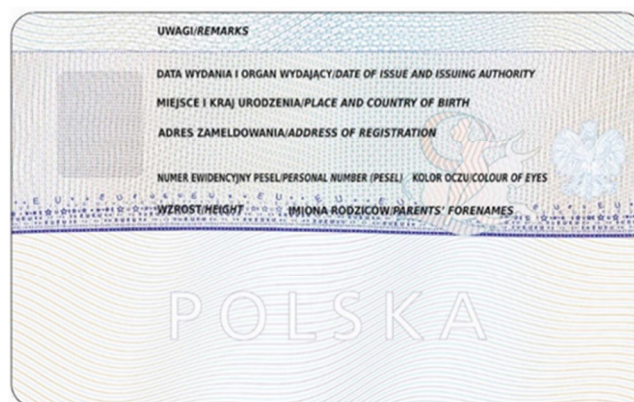 UWAGI/REMARKS
DATA WYDANIA I ORGAN WYDAJĄCY/DATE OF ISSUE AND ISSUING AUTHORITY
MIEJSCE I KRAJ URODZENIA/PLACE AND COUNTRY OF BIRTH
ADRES ZAMELDOWANIA/ADDRESS OF REGISTRATION
NUMER EWIDENCYJNY PESEL/PERSONAL NUMBER (PESEL) KOLOR OCZU/COLOUR OF EYES
WZROST/HEIGHT IMIONA RODZICÓW/PARENTS' FORENAMES
POLSKA